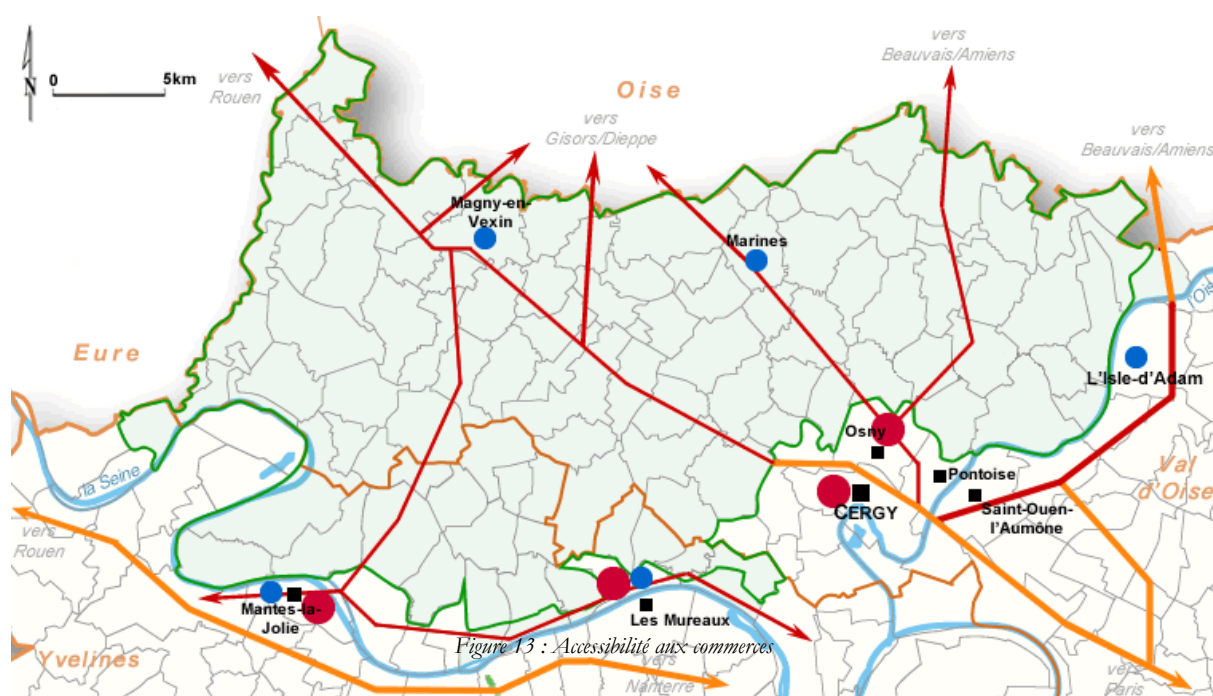 vers
Rouen
vers
Beauvais/Amiens
Oise
N
0 5km
vers
Gisors/Dieppe
vers
Beauvais/Amiens
Magny-en-
Vexin
Marines
l'Oise
Eure
L'Isle-d'Adam
Osny
la Seine
Pontoise
Val
d'Oise
CERGY
Saint-Ouen-
l'Aumône
vers
Rouen
Mantes-la-
Jolie
Les Mureaux
Figure 13 : Accessibilité aux commerces
Yvelines
vers
Nanterre
vers
Paris